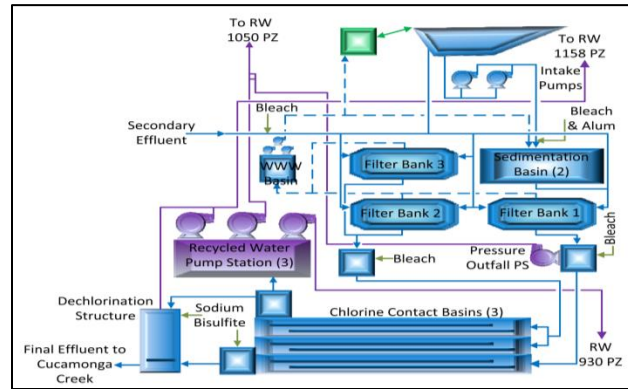 To RW
1050 PZ
To RW
1158 PZ
Intake
Pumps
Bleach
Bleach
& Alum
Secondary
Effluent
WWW
Basin
Filter Bank 3
Sedimentation
Basin (2)
Filter Bank 2
Filter Bank 1
Bleach
Recycled Water
Pump Station (3)
Bleach
Pressure
Outfall PS
Dechlorination
Structure
Sodium
Bisulfite
Chlorine Contact Basins (3)
Final Effluent to
Cucamonga
Creek
RW
930 PZ